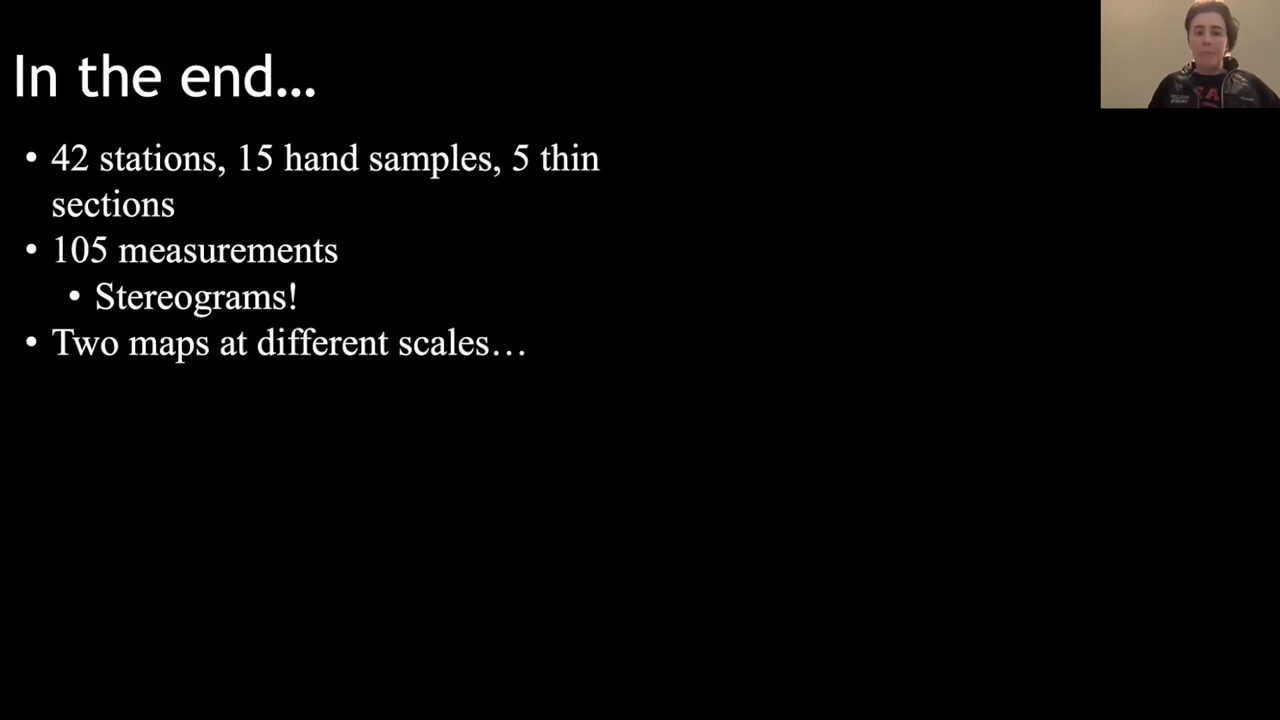 In the end…
• 42 stations, 15 hand samples, 5 thin
sections
• 105 measurements
• Stereograms!
• Two maps at different scales…